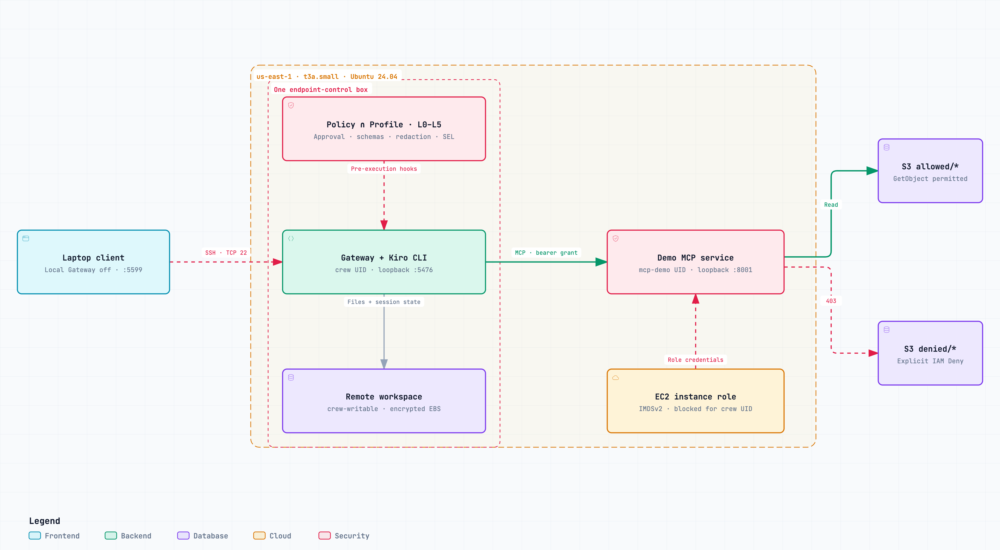 us-east-1 · t3a.small · Ubuntu 24.04
One endpoint-control box
Policy ∩ Profile · L0–L5
Approval · schemas · redaction · SEL
Pre-execution hooks
S3 allowed/*
GetObject permitted
Read
Laptop client
Local Gateway off · :5599
SSH · TCP 22
Gateway + Kiro CLI
crew UID · loopback :5476
MCP · bearer grant
Demo MCP service
mcp-demo UID · loopback :8001
403
Files + session state
S3 denied/*
Explicit IAM Deny
Role credentials
Remote workspace
crew-writable · encrypted EBS
EC2 instance role
IMDSv2 · blocked for crew UID
Legend
Frontend
Backend
Database
Cloud
Security